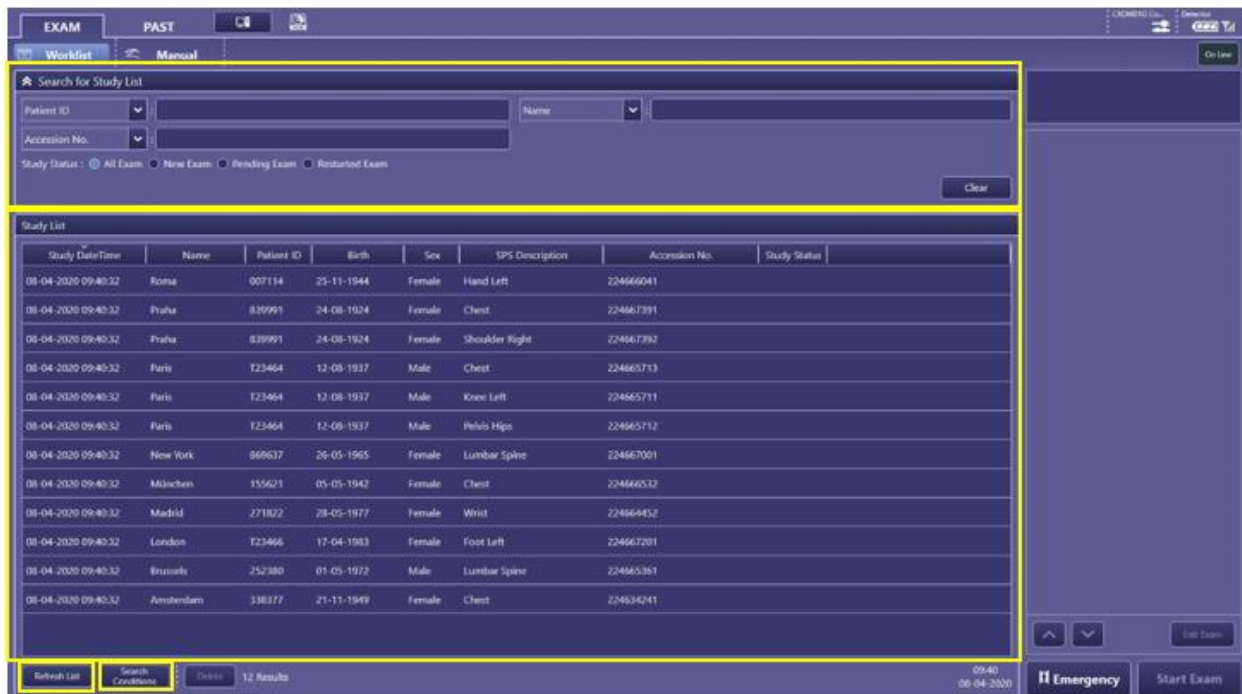 EXAM PAST CXDI401G Co... Detector
Worklist Manual On Line
Search for Study List
Patient ID : Name :
Accession No. :
Study Status : All Exam New Exam Pending Exam Restarted Exam
Clear
Study List
Study DateTime Name Patient ID Birth Sex SPS Description Accession No. Study Status
08-04-2020 09:40:32 Roma 007114 25-11-1944 Female Hand Left 224666041
08-04-2020 09:40:32 Praha 839991 24-08-1924 Female Chest 224667391
08-04-2020 09:40:32 Praha 839991 24-08-1924 Female Shoulder Right 224667392
08-04-2020 09:40:32 Paris T23464 12-08-1937 Male Chest 224665713
08-04-2020 09:40:32 Paris T23464 12-08-1937 Male Knee Left 224665711
08-04-2020 09:40:32 Paris T23464 12-08-1937 Male Pelvis Hips 224665712
08-04-2020 09:40:32 New York 869637 26-05-1965 Female Lumbar Spine 224667001
08-04-2020 09:40:32 München 155621 05-05-1942 Female Chest 224666532
08-04-2020 09:40:32 Madrid 271822 28-05-1977 Female Wrist 224664452
08-04-2020 09:40:32 London T23466 17-04-1983 Female Foot Left 224667201
08-04-2020 09:40:32 Brussels 252380 01-05-1972 Male Lumbar Spine 224665361
08-04-2020 09:40:32 Amsterdam 338377 21-11-1949 Female Chest 224634241
Edit Exam
Refresh List Search Conditions Delete 12 Results 09:40
08-04-2020
Emergency Start Exam